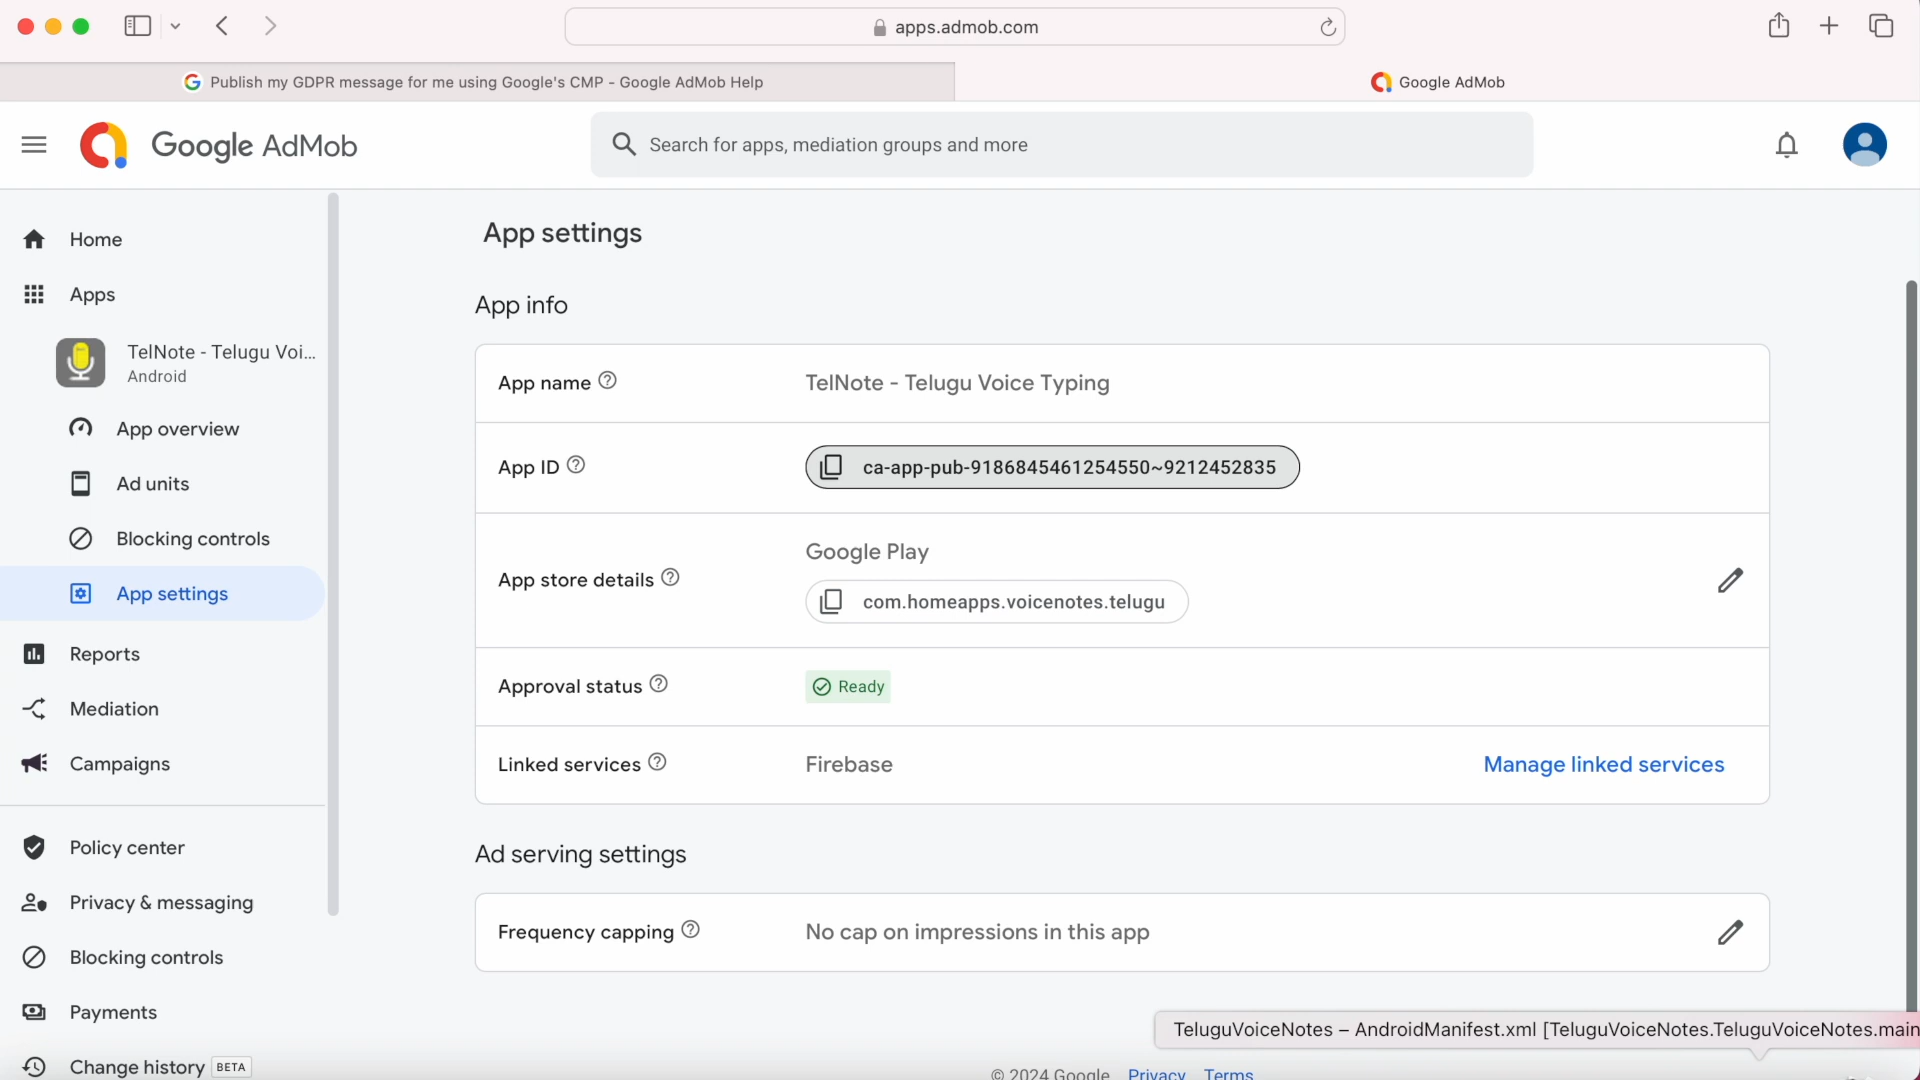 apps.admob.com
Publish my GDPR message for me using Google's CMP - Google AdMob Help
Google AdMob
Google AdMob
Search for apps, mediation groups and more
Home
Apps
TelNote - Telugu Voi...
Android
App overview
Ad units
Blocking controls
App settings
Reports
Mediation
Campaigns
Policy center
Privacy & messaging
Blocking controls
Payments
Change history BETA
App settings
App info
App name
TelNote - Telugu Voice Typing
App ID
ca-app-pub-9186845461254550~9212452835
App store details
Google Play
com.homeapps.voicenotes.telugu
Approval status
Ready
Linked services
Firebase
Manage linked services
Ad serving settings
Frequency capping
No cap on impressions in this app
TeluguVoiceNotes – AndroidManifest.xml [TeluguVoiceNotes.TeluguVoiceNotes.main
© 2024 Google Privacy Terms